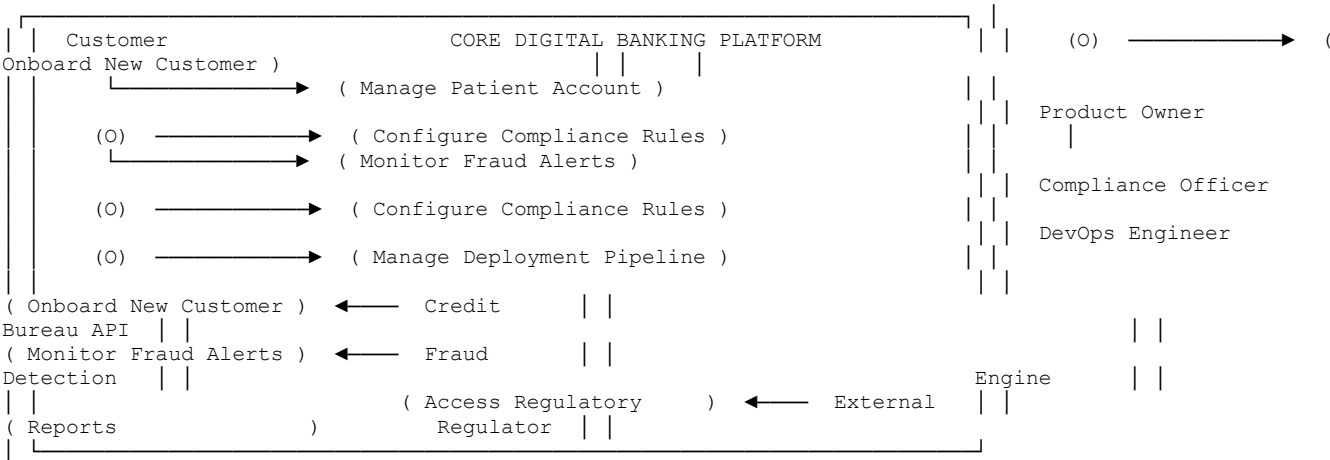 Customer CORE DIGITAL BANKING PLATFORM (O) (
Onboard New Customer )
( Manage Patient Account )
Product Owner
(O) ( Configure Compliance Rules )
( Monitor Fraud Alerts )
Compliance Officer
(O) ( Configure Compliance Rules )
DevOps Engineer
(O) ( Manage Deployment Pipeline )
( Onboard New Customer ) Credit
Bureau API
( Monitor Fraud Alerts ) Fraud
Detection Engine
( Access Regulatory ) External
( Reports ) Regulator